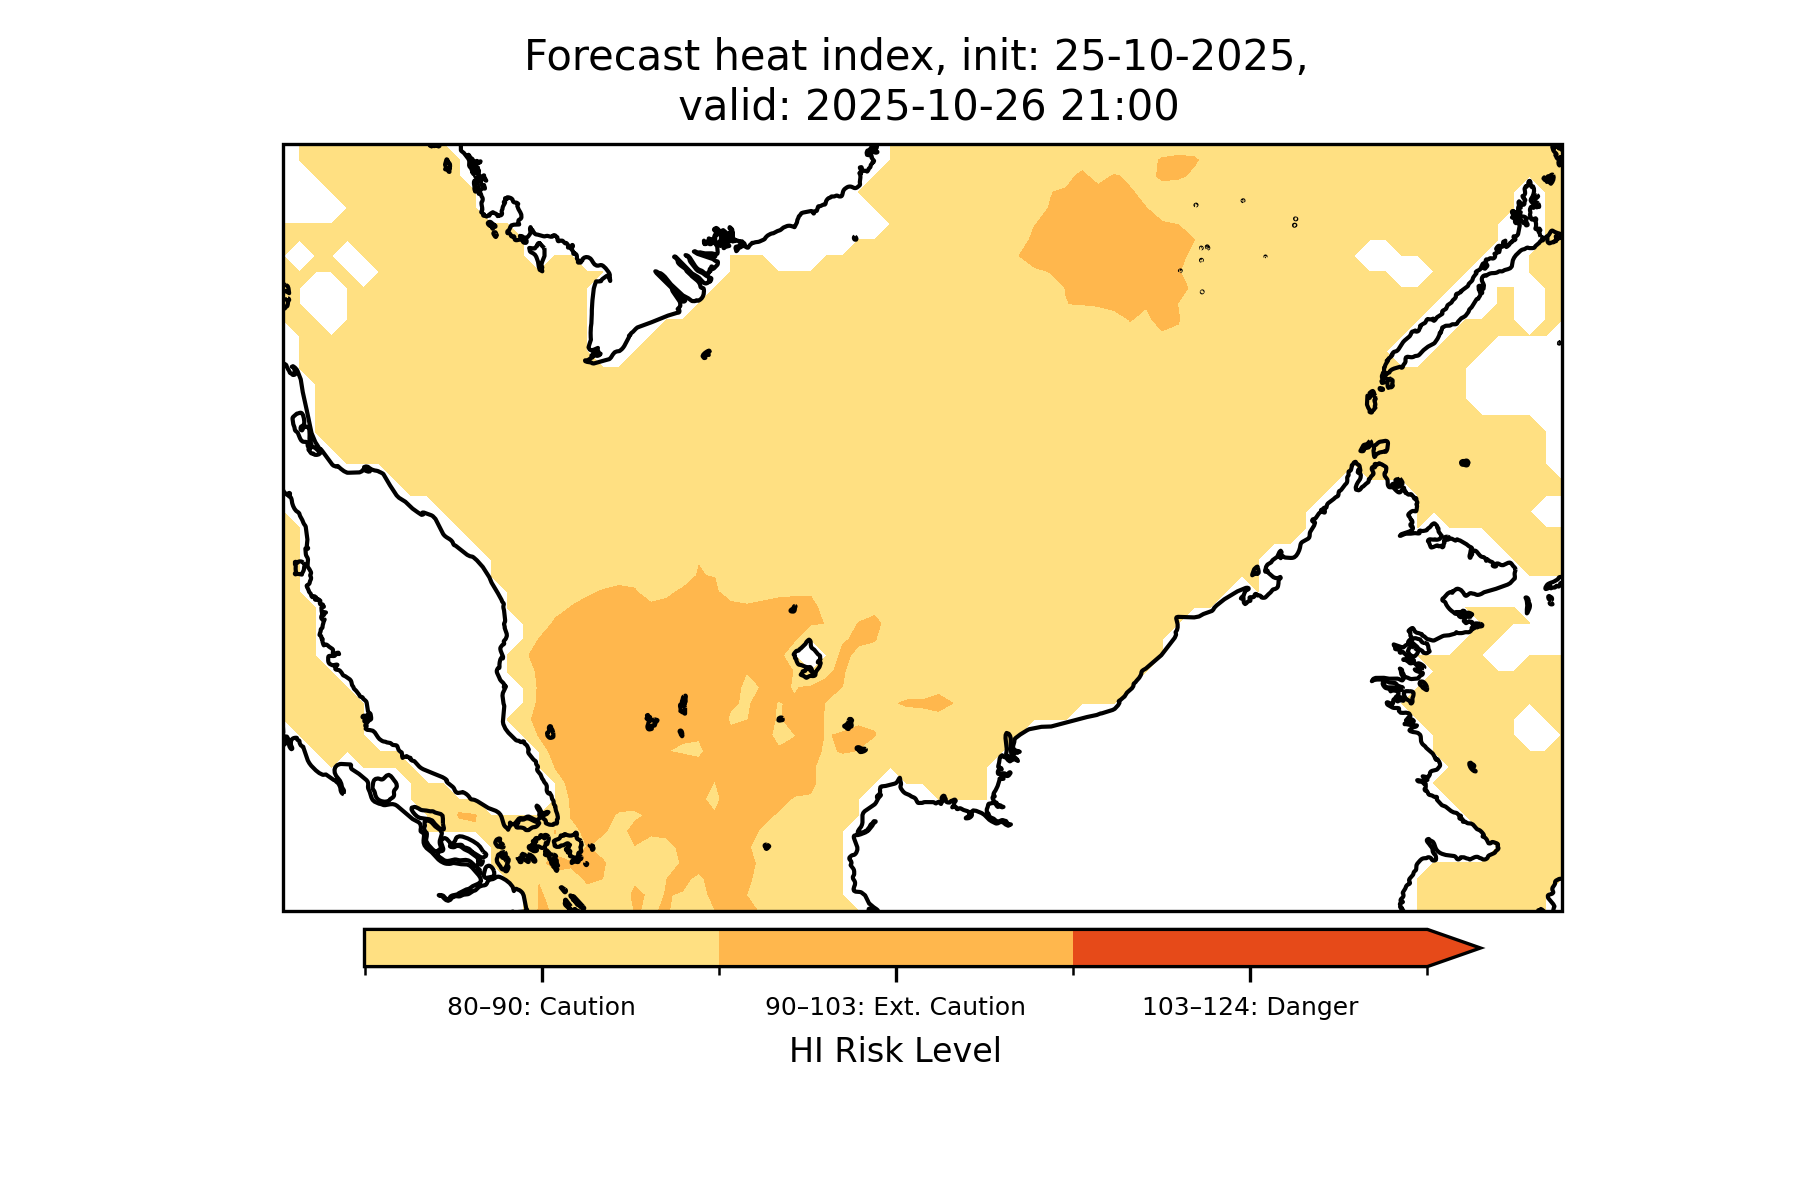 Forecast heat index, init: 25-10-2025,
valid: 2025-10-26 21:00
80–90: Caution
90–103: Ext. Caution
103–124: Danger
HI Risk Level